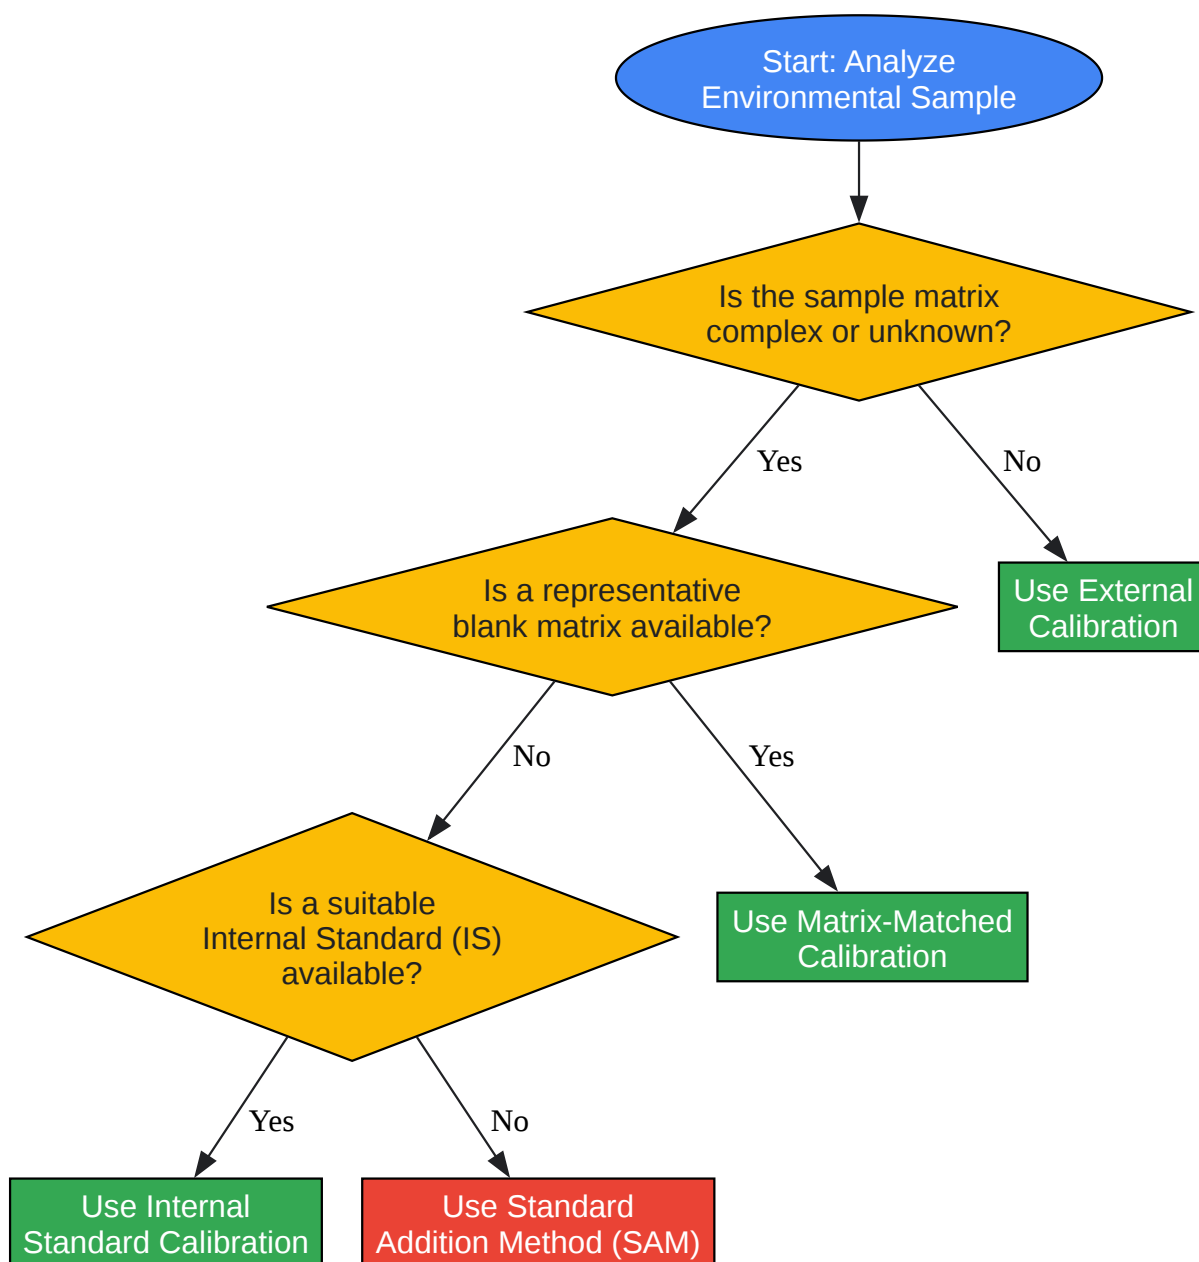 Start: Analyze
Environmental Sample
Is the sample matrix
complex or unknown?
Yes
No
Is a representative
blank matrix available?
Use External
Calibration
No
Yes
Is a suitable
Internal Standard (IS)
available?
Use Matrix-Matched
Calibration
Yes
No
Use Internal
Standard Calibration
Use Standard
Addition Method (SAM)